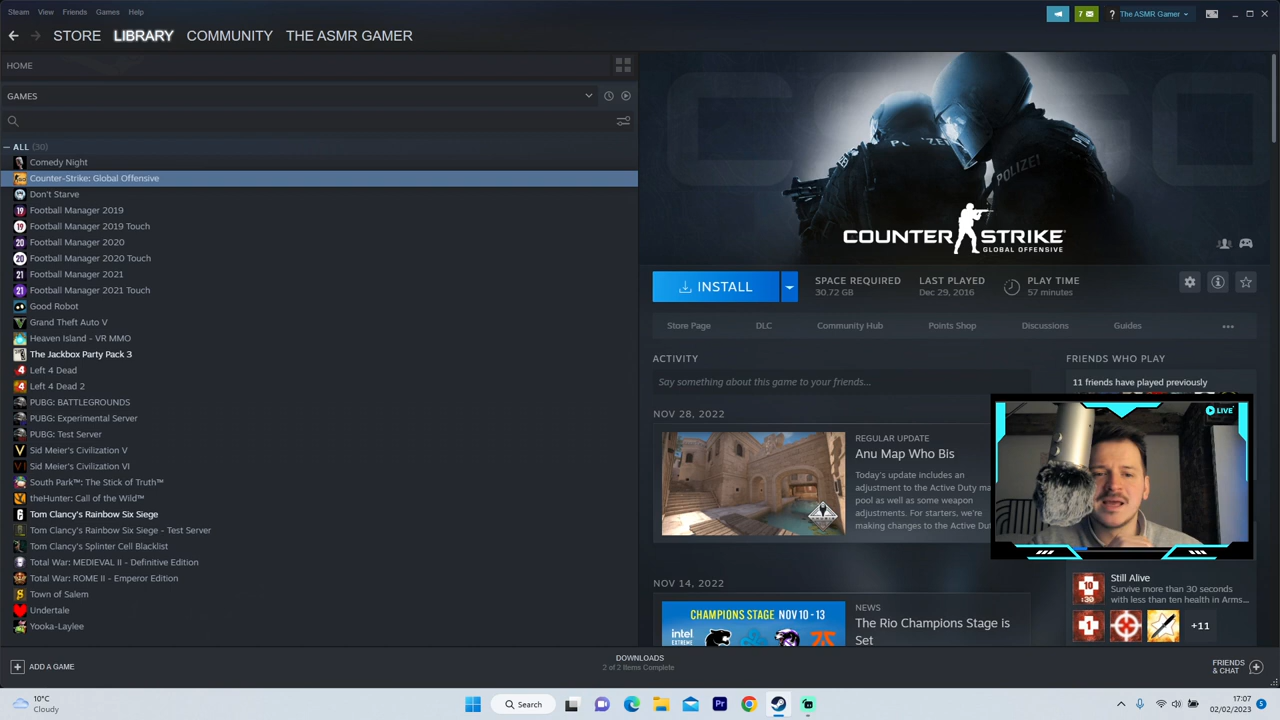 Steam View Friends Games Help
7
? The ASMR Gamer
STORE LIBRARY COMMUNITY THE ASMR GAMER
HOME
GAMES
ALL (30)
Comedy Night
Counter-Strike: Global Offensive
Don't Starve
Football Manager 2019
Football Manager 2019 Touch
Football Manager 2020
Football Manager 2020 Touch
Football Manager 2021
Football Manager 2021 Touch
Good Robot
Grand Theft Auto V
Heaven Island - VR MMO
The Jackbox Party Pack 3
Left 4 Dead
Left 4 Dead 2
PUBG: BATTLEGROUNDS
PUBG: Experimental Server
PUBG: Test Server
Sid Meier's Civilization V
Sid Meier's Civilization VI
South Park™: The Stick of Truth™
theHunter: Call of the Wild™
Tom Clancy's Rainbow Six Siege
Tom Clancy's Rainbow Six Siege - Test Server
Tom Clancy's Splinter Cell Blacklist
Total War: MEDIEVAL II - Definitive Edition
Total War: ROME II - Emperor Edition
Town of Salem
Undertale
Yooka-Laylee
ADD A GAME
CS:GO
POLIZEI
POLIZEI
COUNTER STRIKE
GLOBAL OFFENSIVE
INSTALL
SPACE REQUIRED
30.72 GB
LAST PLAYED
Dec 29, 2016
PLAY TIME
57 minutes
Store Page DLC Community Hub Points Shop Discussions Guides
ACTIVITY
Say something about this game to your friends...
NOV 28, 2022
REGULAR UPDATE
Anu Map Who Bis
Today's update includes an
adjustment to the Active Duty ma
pool as well as some weapon
adjustments. For starters, we're
making changes to the Active Dut
NOV 14, 2022
CHAMPIONS STAGE NOV 10 - 13
intel
EXTREME
NEWS
The Rio Champions Stage is
Set
FRIENDS WHO PLAY
11 friends have played previously
LIVE
Still Alive
Survive more than 30 seconds
with less than ten health in Arms...
+11
DOWNLOADS
2 of 2 Items Complete
FRIENDS
& CHAT
10°C
Cloudy
Search
Pr
17:07
02/02/2023
5